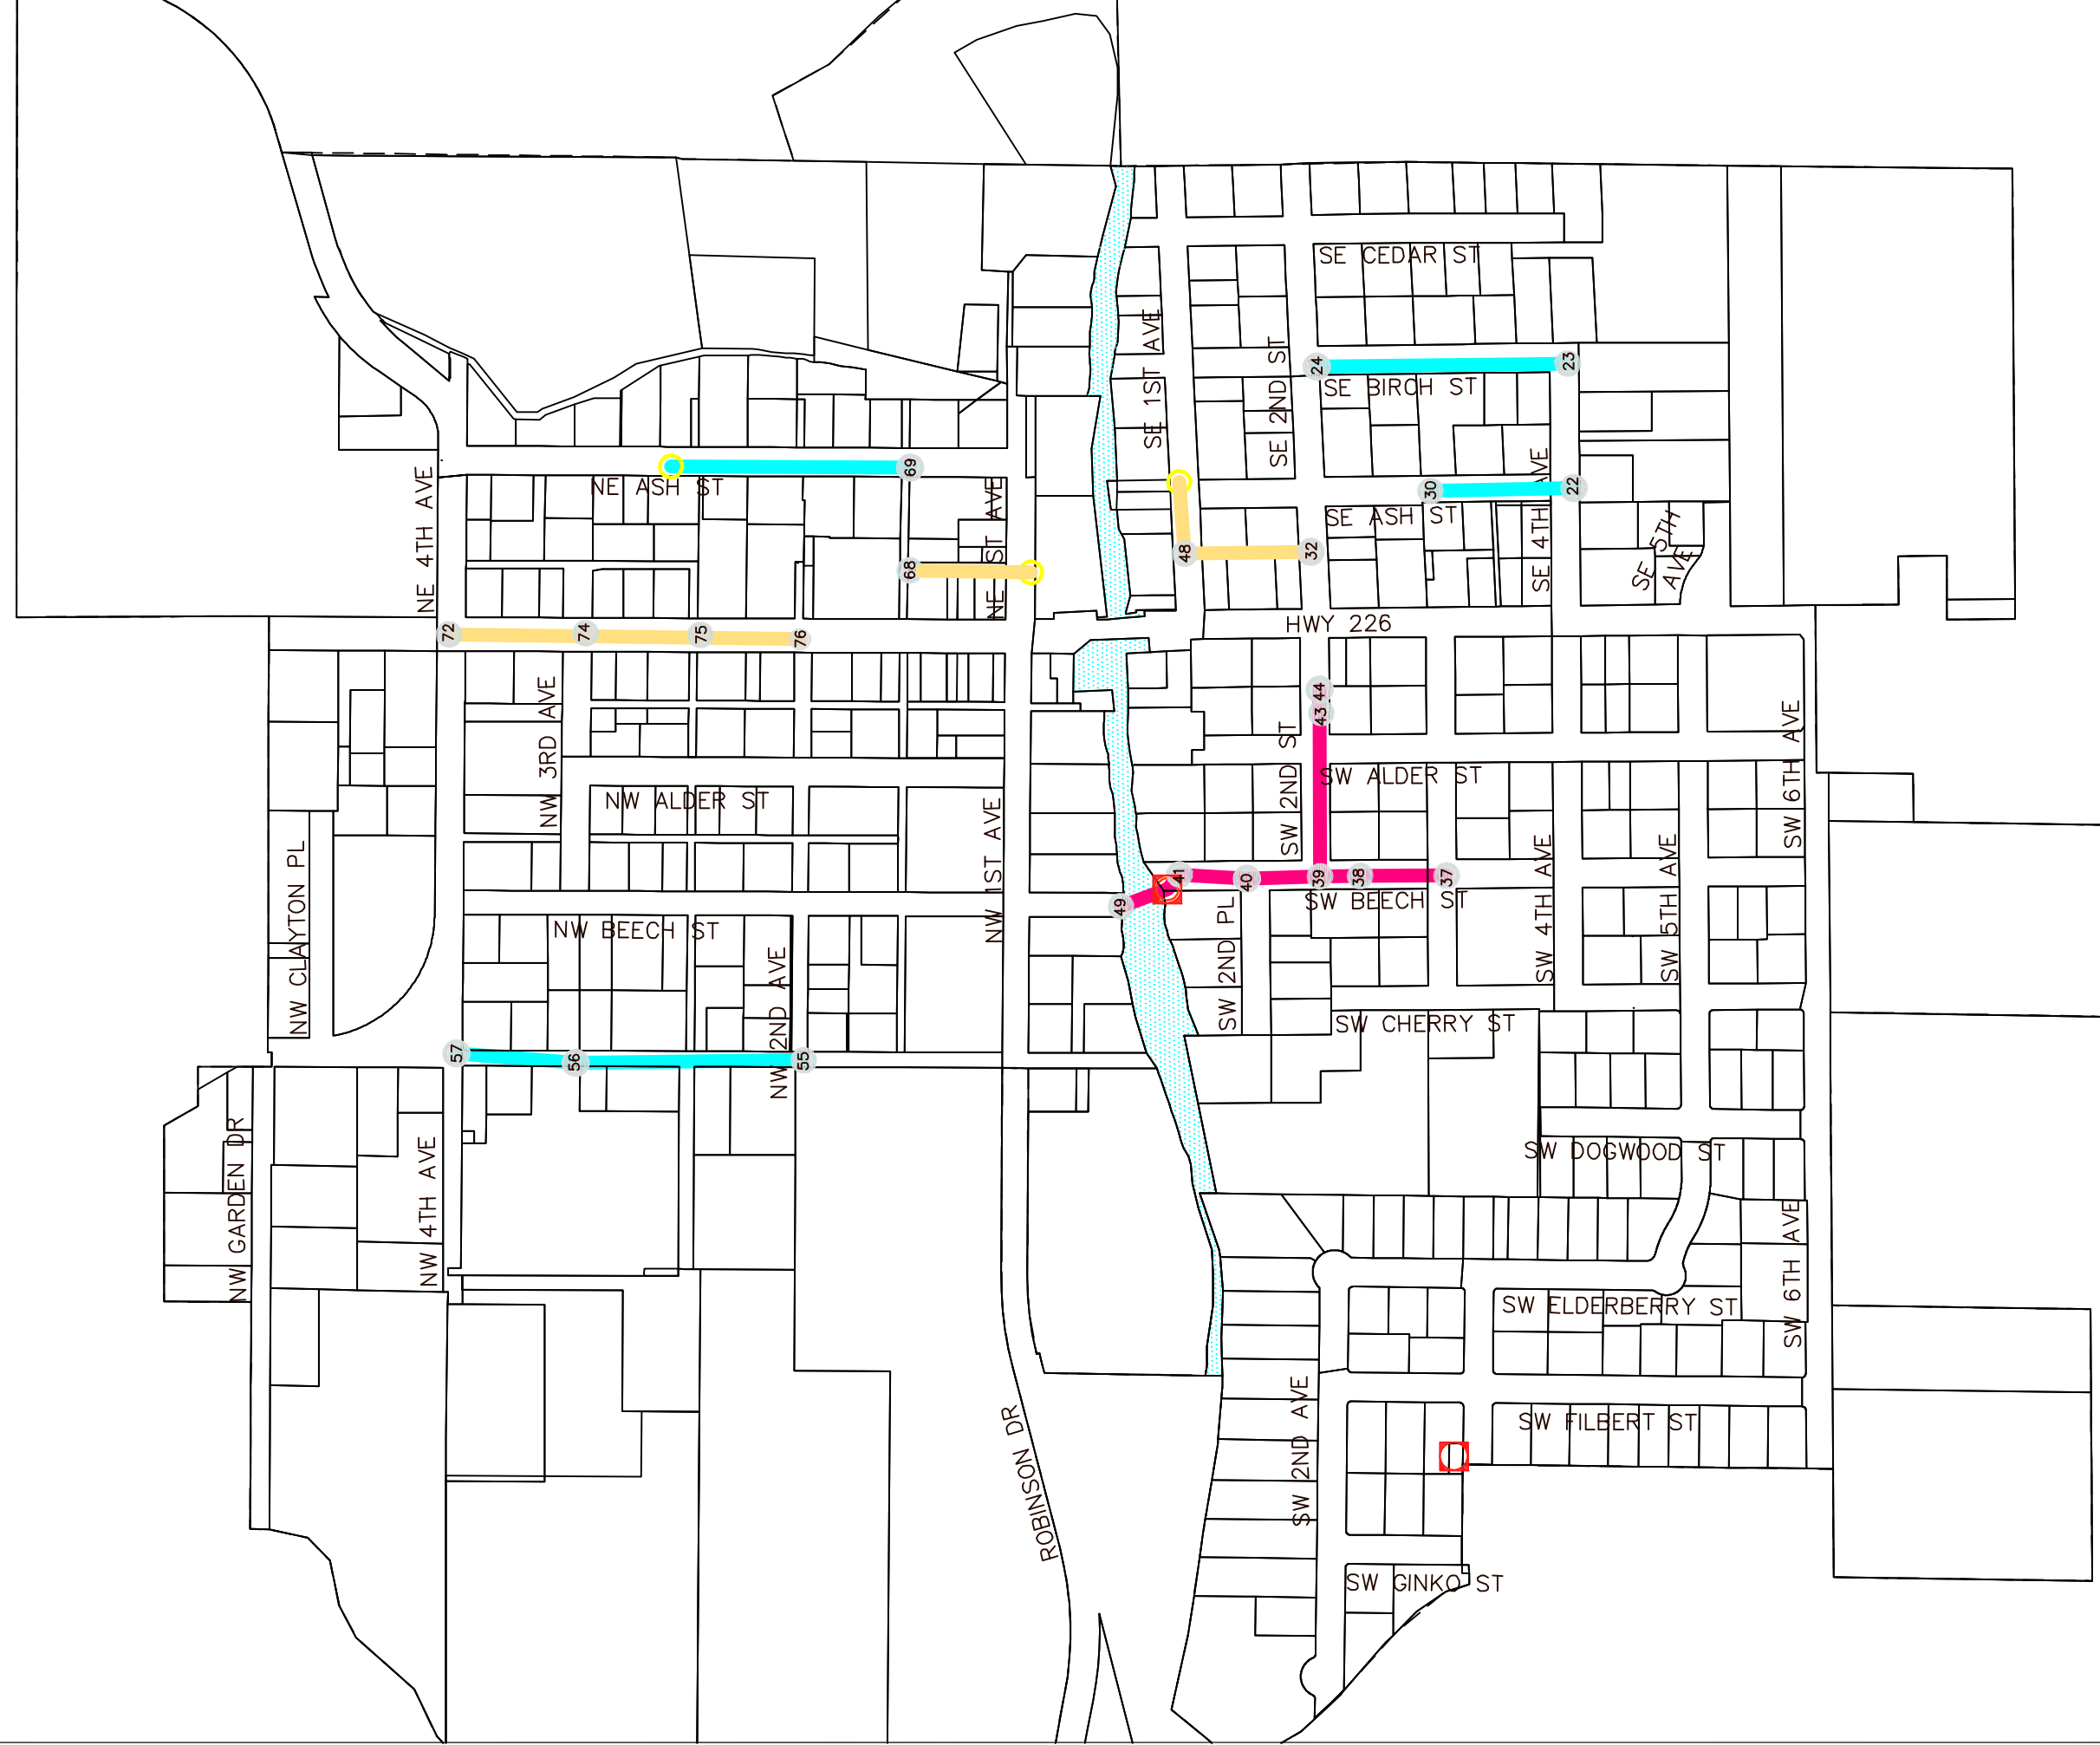 SE CEDAR ST
SE 1ST AVE
SE 2ND ST
24
23
SE BIRCH ST
69
NE ASH ST
NE 4TH AVE
NE 1ST AVE
30
22
SE ASH ST
SE 4TH AVE
SE 5TH AVE
48
32
68
HWY 226
72
74
75
76
44
43
NW 3RD AVE
SW 2ND ST
SW 6TH AVE
SW ALDER ST
NW ALDER ST
NW CLAYTON PL
NW 1ST AVE
41
40
39
38
37
49
SW BEECH ST
SW 2ND PL
SW 4TH AVE
SW 5TH AVE
NW BEECH ST
NW 2ND AVE
SW CHERRY ST
57
56
55
NW GARDEN DR
NW 4TH AVE
SW DOGWOOD ST
SW 6TH AVE
SW ELDERBERRY ST
SW 2ND AVE
SW FILBERT ST
ROBINSON DR
SW GINKO ST